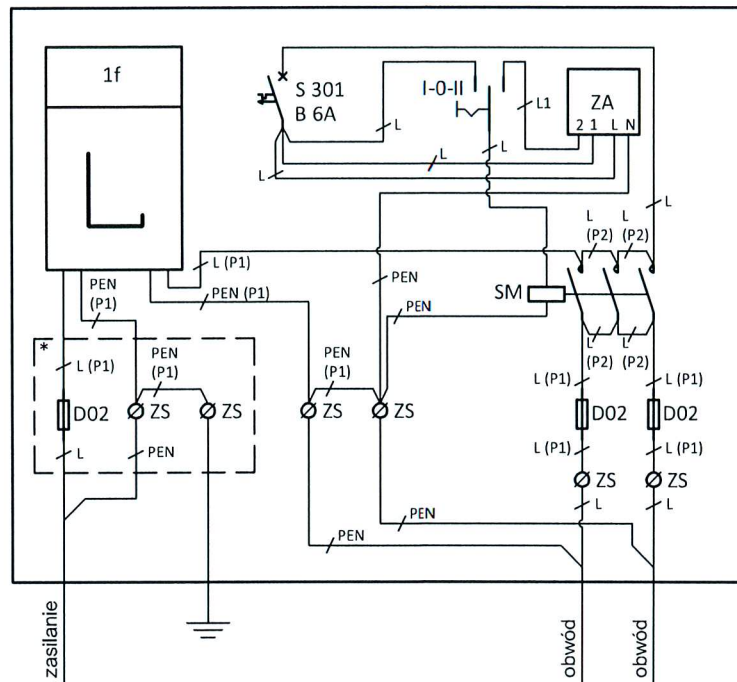 1f
S 301
B 6A
I-0-II
L
L1
ZA
2 1 L N
L
L
L
L
L
(P2)
L
(P2)
L (P1)
PEN
(P1)
PEN (P1)
PEN
PEN
SM
*
L (P1)
PEN
(P1)
PEN
(P1)
L
(P2)
L
(P2)
L (P1)
L (P1)
D02
ZS
ZS
ZS
ZS
D02
D02
L
PEN
L (P1)
L (P1)
ZS
ZS
L
L
PEN
PEN
zasilanie
obwód
obwód